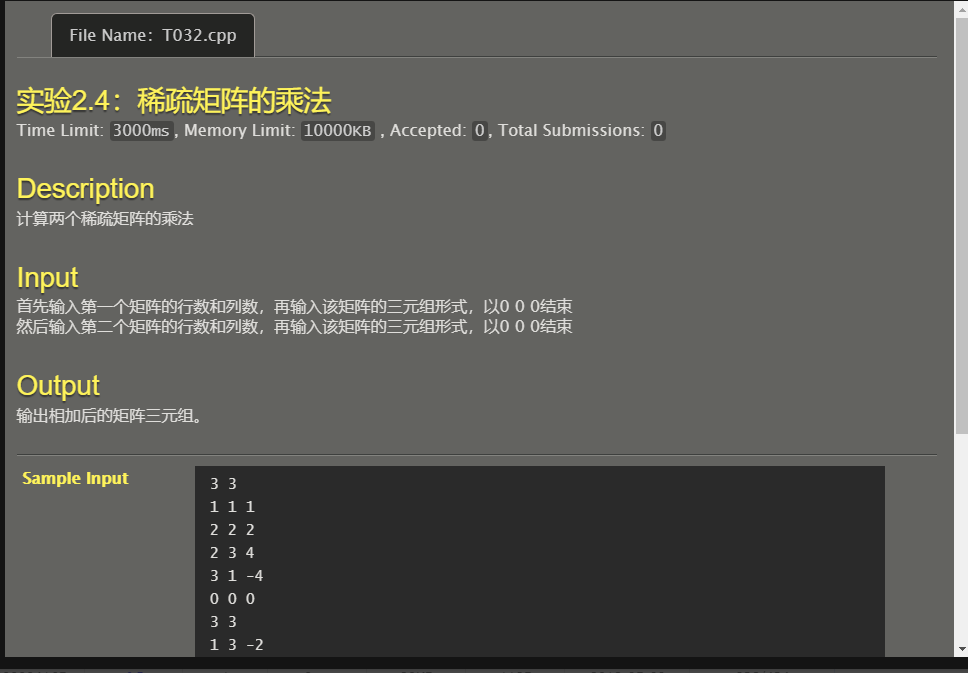 File Name：T032.cpp
实验2.4：稀疏矩阵的乘法
Time Limit: 3000ms, Memory Limit: 10000KB , Accepted: 0, Total Submissions: 0
Description
计算两个稀疏矩阵的乘法
Input
首先输入第一个矩阵的行数和列数，再输入该矩阵的三元组形式，以0 0 0结束
然后输入第二个矩阵的行数和列数，再输入该矩阵的三元组形式，以0 0 0结束
Output
输出相加后的矩阵三元组。
Sample Input
3 3
1 1 1
2 2 2
2 3 4
3 1 -4
0 0 0
3 3
1 3 -2